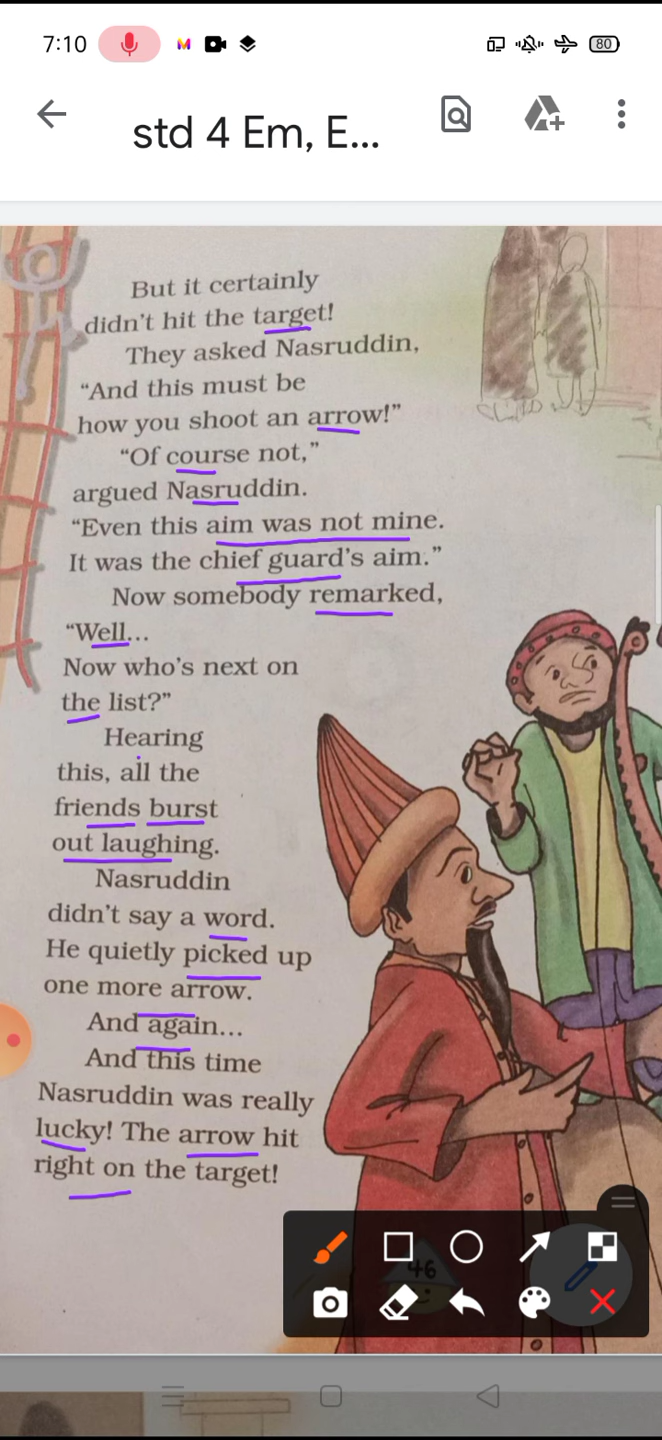 7:10
80
std 4 Em, E...
But it certainly
didn't hit the target!
They asked Nasruddin,
“And this must be
how you shoot an arrow!”
“Of course not,”
argued Nasruddin.
“Even this aim was not mine.
It was the chief guard's aim.”
Now somebody remarked,
“Well...
Now who's next on
the list?”
Hearing
this, all the
friends burst
out laughing.
Nasruddin
didn't say a word.
He quietly picked up
one more arrow.
And again...
And this time
Nasruddin was really
lucky! The arrow hit
right on the target!
46